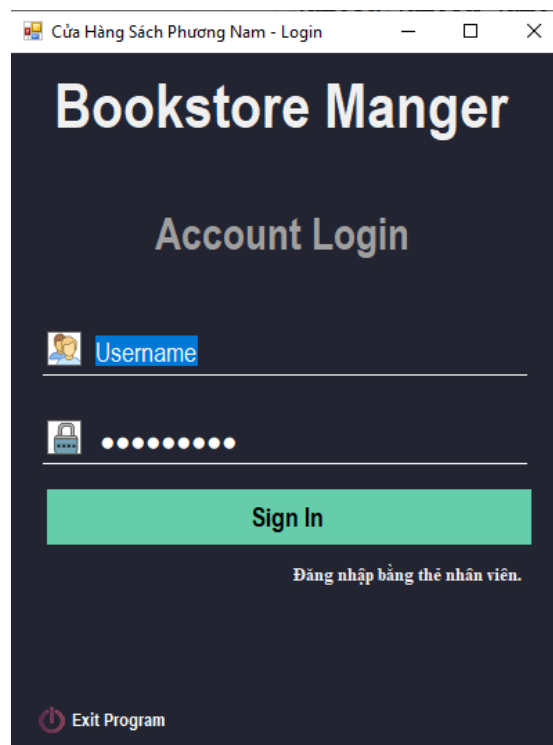 Cửa Hàng Sách Phương Nam - Login
Bookstore Manger
Account Login
Username
●●●●●●●●●
Sign In
Đăng nhập bằng thẻ nhân viên.
Exit Program